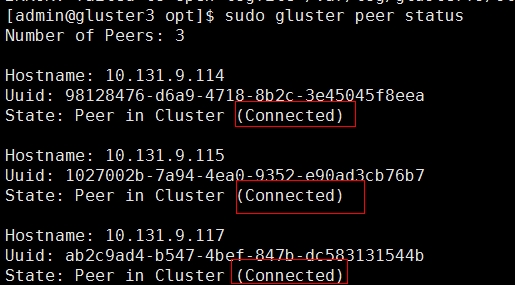 [admin@gluster3 opt]$ sudo gluster peer status
Number of Peers: 3
Hostname: 10.131.9.114
Uuid: 98128476-d6a9-4718-8b2c-3e45045f8eea
State: Peer in Cluster (Connected)
Hostname: 10.131.9.115
Uuid: 1027002b-7a94-4ea0-9352-e90ad3cb76b7
State: Peer in Cluster (Connected)
Hostname: 10.131.9.117
Uuid: ab2c9ad4-b547-4bef-847b-dc583131544b
State: Peer in Cluster (Connected)